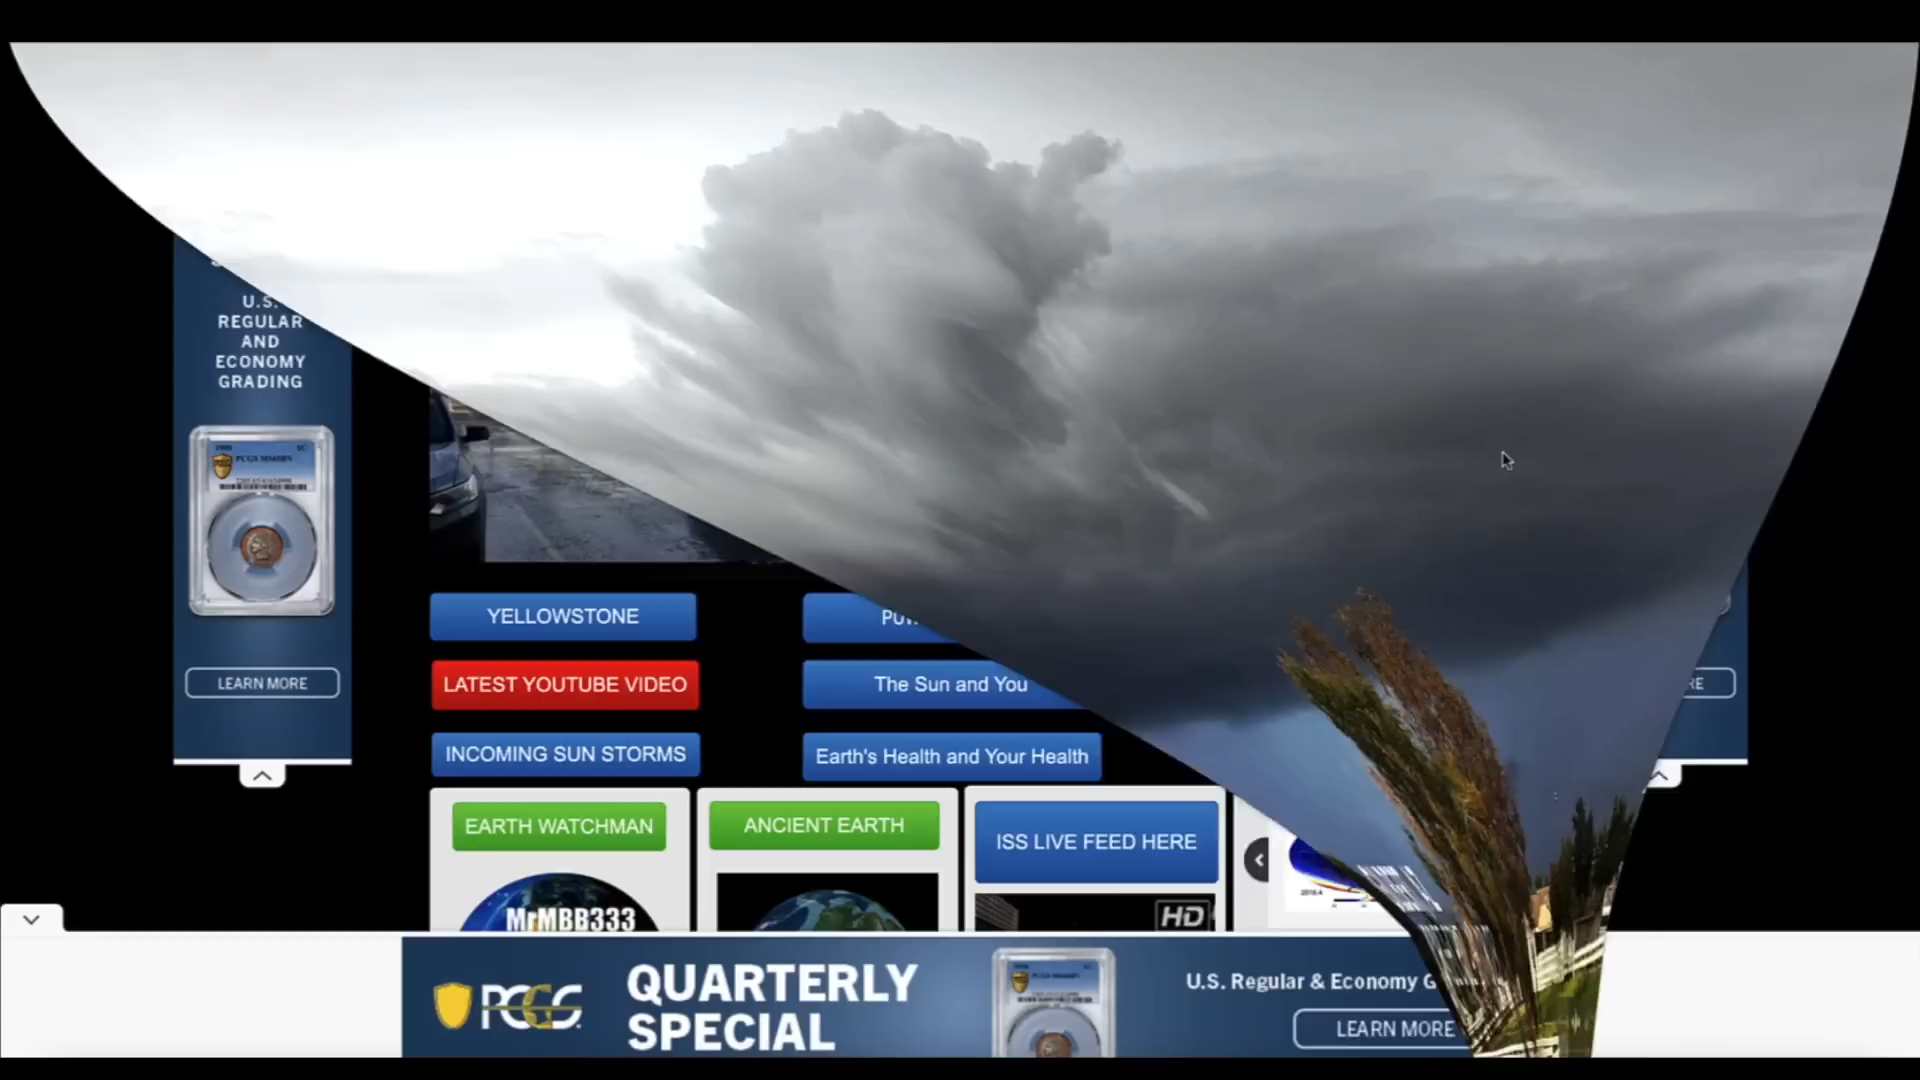 U.S.
REGULAR
AND
ECONOMY
GRADING
LEARN MORE
YELLOWSTONE
LATEST YOUTUBE VIDEO
The Sun and You
INCOMING SUN STORMS
Earth's Health and Your Health
EARTH WATCHMAN
ANCIENT EARTH
ISS LIVE FEED HERE
MrMBB333
HD
PCGS
QUARTERLY
SPECIAL
U.S. Regular & Economy
LEARN MORE